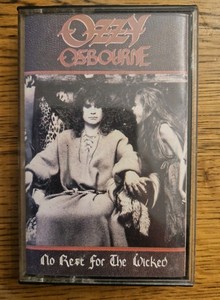 OZZY
OSBOURNE
No Rest For The Wicked